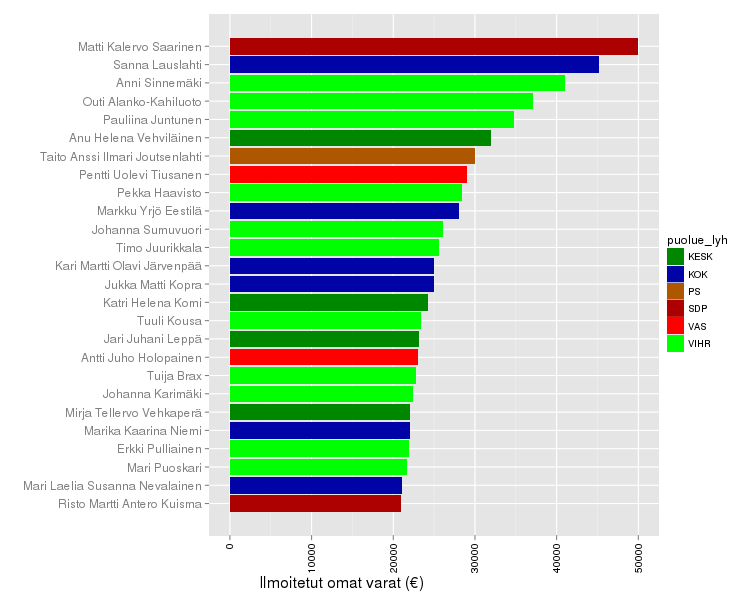 Matti Kalervo Saarinen
Sanna Lauslahti
Anni Sinnemäki
Outi Alanko-Kahiluoto
Pauliina Juntunen
Anu Helena Vehviläinen
Taito Anssi Ilmari Joutsenlahti
Pentti Uolevi Tiusanen
Pekka Haavisto
Markku Yrjö Eestilä
Johanna Sumuvuori
Timo Juurikkala
Kari Martti Olavi Järvenpää
Jukka Matti Kopra
Katri Helena Komi
Tuuli Kousa
Jari Juhani Leppä
Antti Juho Holopainen
Tuija Brax
Johanna Karimäki
Mirja Tellervo Vehkaperä
Marika Kaarina Niemi
Erkki Pulliainen
Mari Puoskari
Mari Laelia Susanna Nevalainen
Risto Martti Antero Kuisma
0 10000 20000 30000 40000 50000
Ilmoitetut omat varat (€)
puolue_lyh
KESK
KOK
PS
SDP
VAS
VIHR